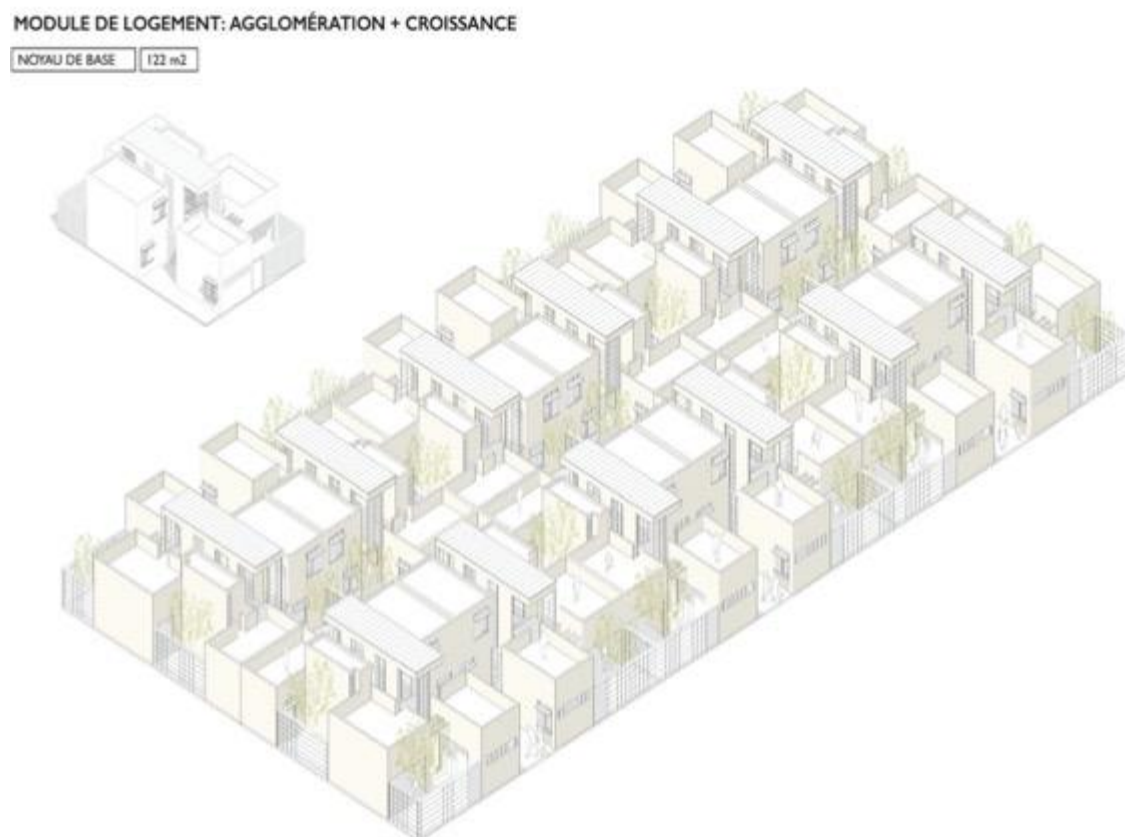 MODULE DE LOGEMENT: AGGLOMÉRATION + CROISSANCE
NOYAU DE BASE 122 m2